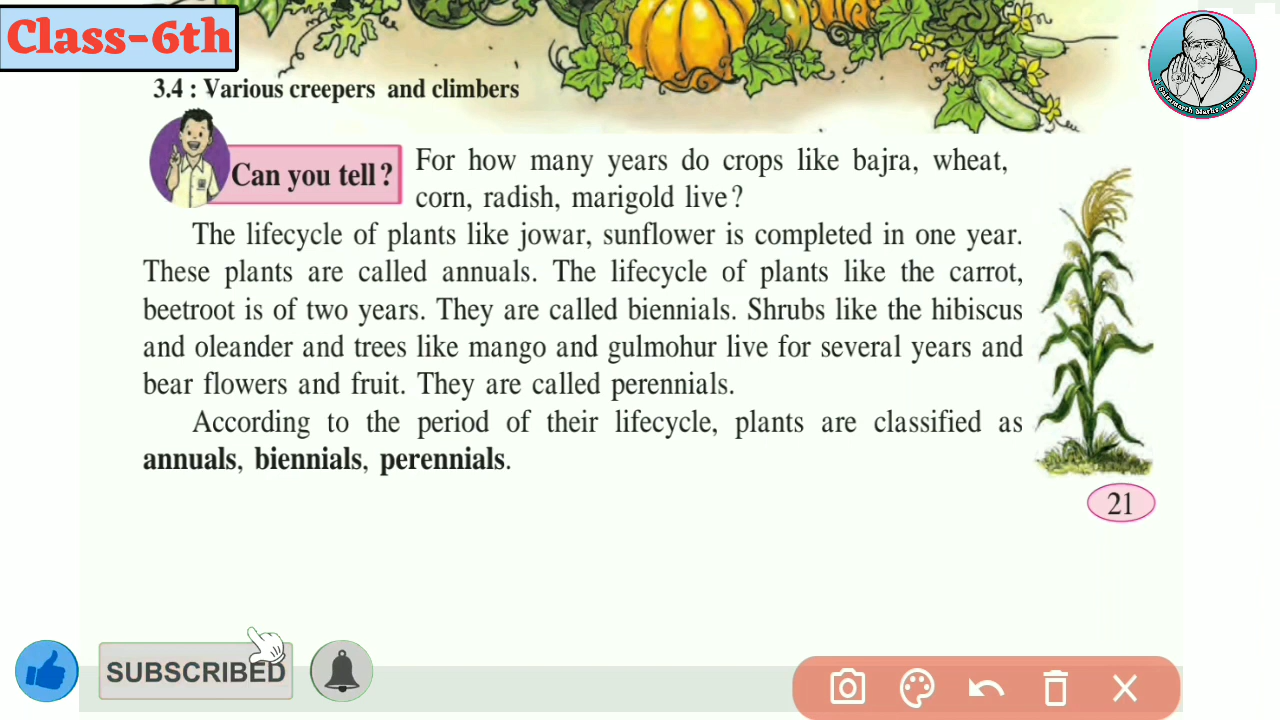 Class-6th
3.4 : Various creepers and climbers
Can you tell?
For how many years do crops like bajra, wheat,
corn, radish, marigold live?
The lifecycle of plants like jowar, sunflower is completed in one year.
These plants are called annuals. The lifecycle of plants like the carrot,
beetroot is of two years. They are called biennials. Shrubs like the hibiscus
and oleander and trees like mango and gulmohur live for several years and
bear flowers and fruit. They are called perennials.
According to the period of their lifecycle, plants are classified as
annuals, biennials, perennials.
21
SUBSCRIBED